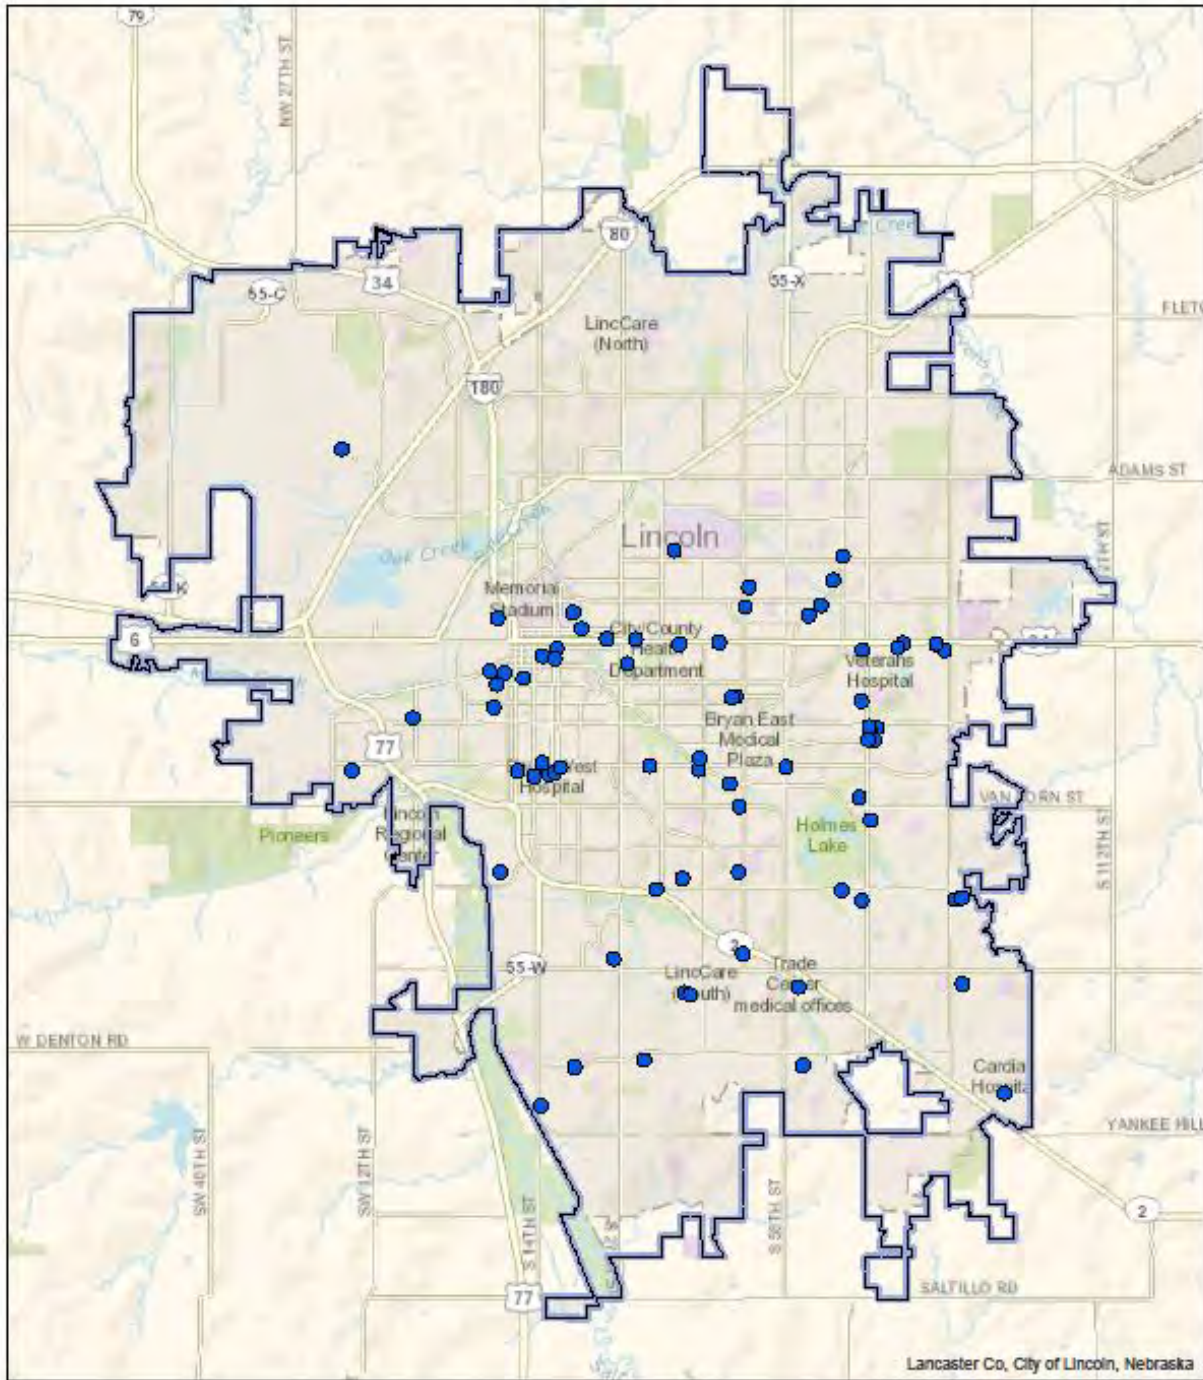 79
NW 27TH ST
80
34
55-C
55-X
LincCare
(North)
FLETC
180
ADAMS ST
Lincoln
Oak Creek
Memorial
Stadium
6
City/County
Health
Department
Veterans
Hospital
Bryan East
Medical
Plaza
77
Hospital
VAN DORN ST
Pioneers
Lincoln
Regional
Center
Holmes
Lake
S 112TH ST
2
55-W
LincCare
(South)
Trade
Center
medical offices
W DENTON RD
Cardia
Hospita
SW 40TH ST
SW 12TH ST
YANKEE HILL
S 14TH ST
S 56TH ST
2
77
SALTILLO RD
Lancaster Co, City of Lincoln, Nebraska